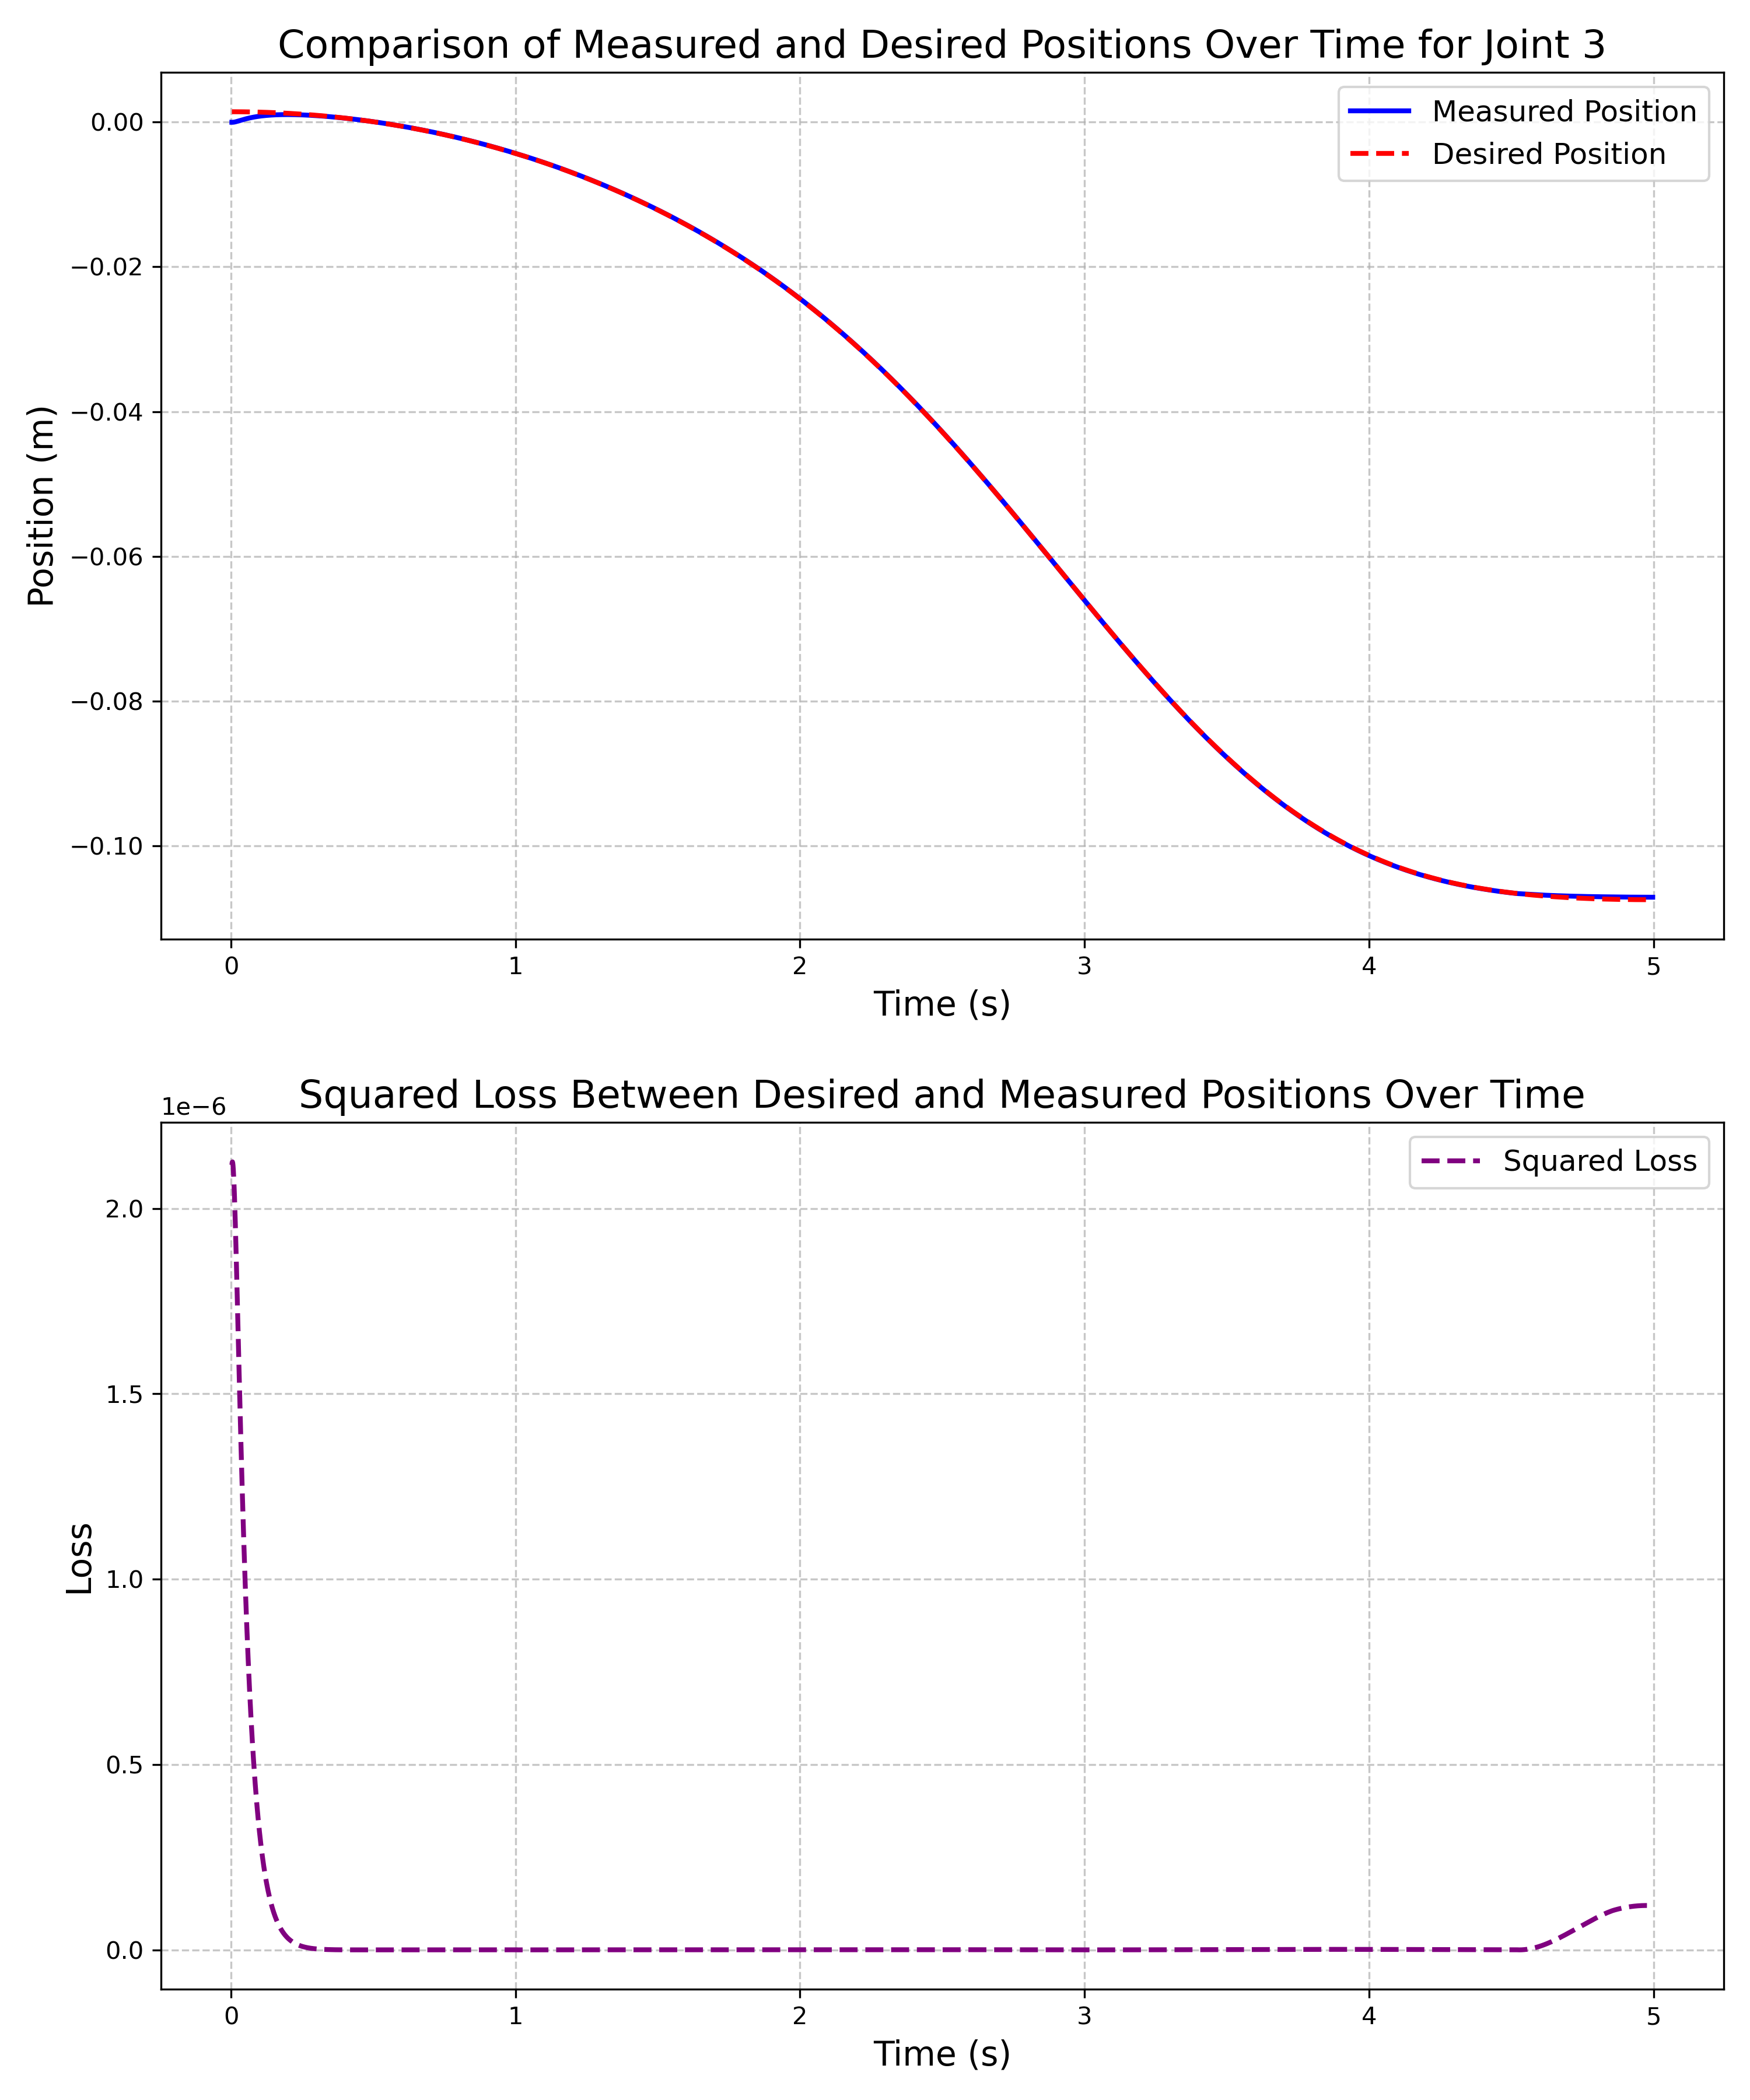 Comparison of Measured and Desired Positions Over Time for Joint 3
Measured Position
Desired Position
0.00
−0.02
−0.04
−0.06
−0.08
−0.10
Position (m)
0 1 2 3 4 5
Time (s)
Squared Loss Between Desired and Measured Positions Over Time
1e−6
Squared Loss
2.0
1.5
1.0
0.5
0.0
Loss
0 1 2 3 4 5
Time (s)